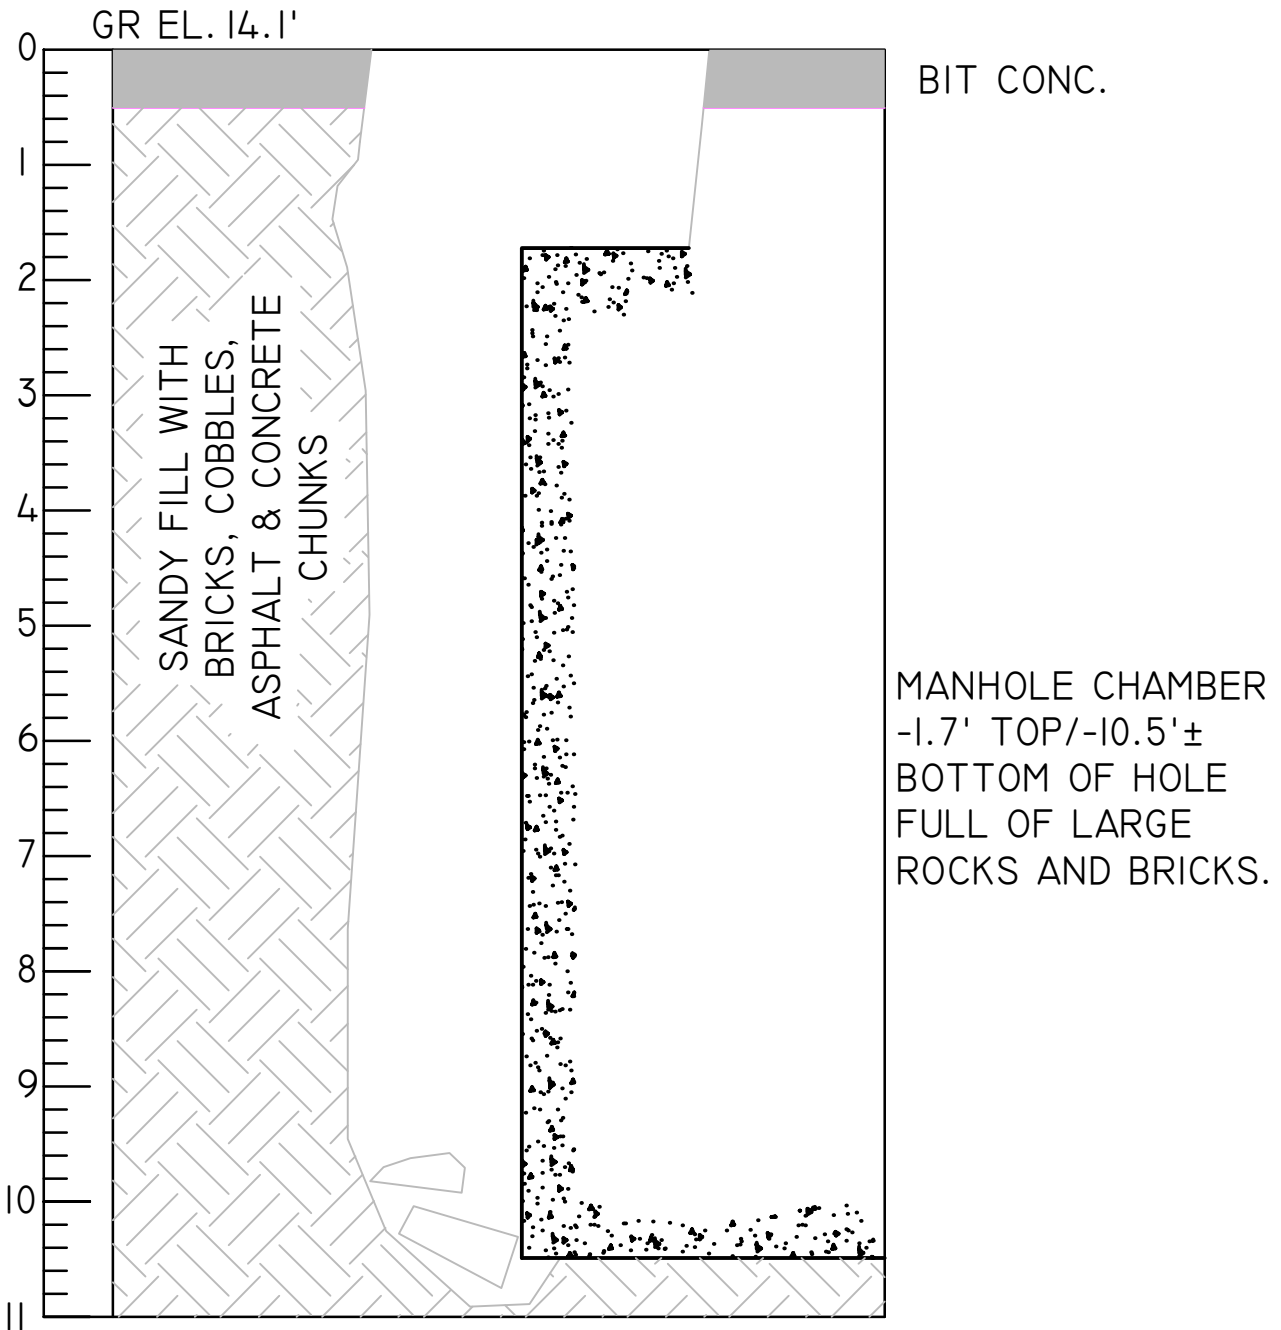 GR EL. 14.1'
0
BIT CONC.
1
2
3
4
5
6
7
8
9
10
11
SANDY FILL WITH
BRICKS, COBBLES,
ASPHALT & CONCRETE
CHUNKS
MANHOLE CHAMBER
-1.7' TOP/-10.5'±
BOTTOM OF HOLE
FULL OF LARGE
ROCKS AND BRICKS.